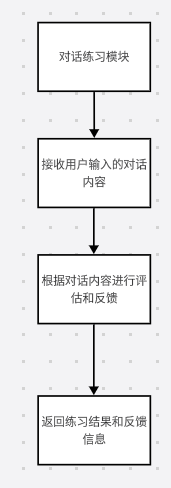 对话练习模块
接收用户输入的对话
内容
根据对话内容进行评
估和反馈
返回练习结果和反馈
信息